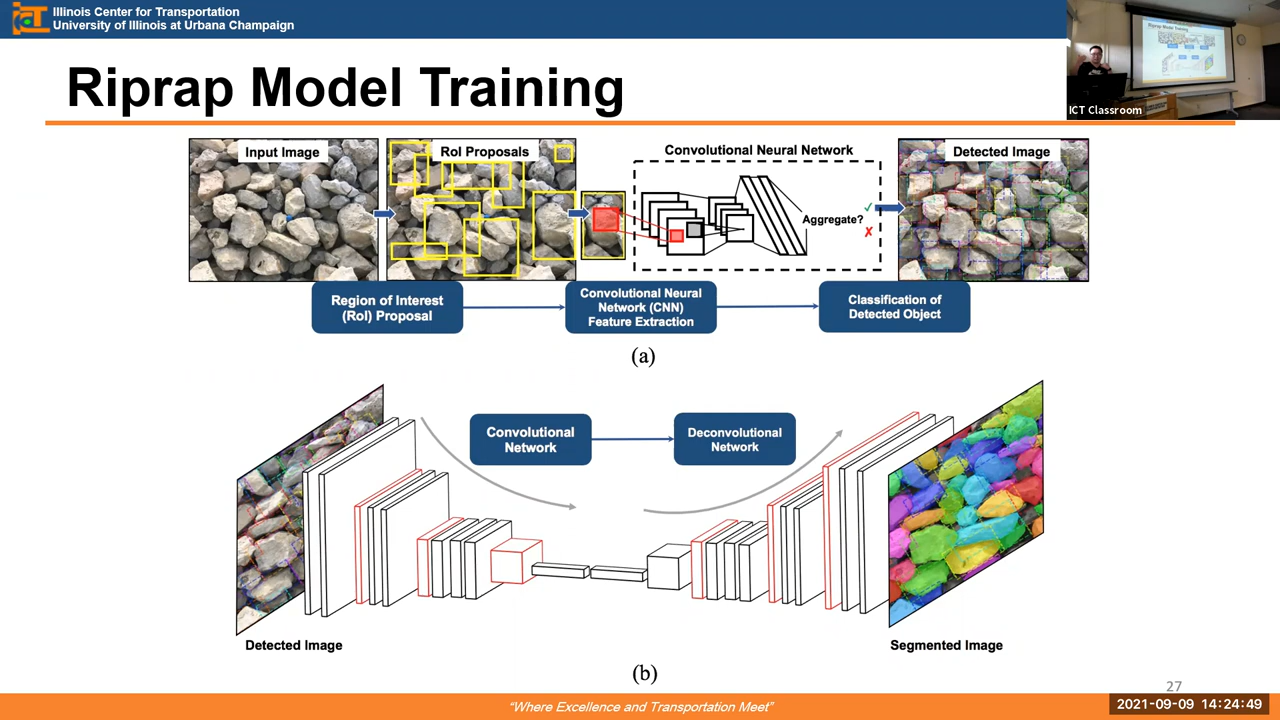 Illinois Center for Transportation
University of Illinois at Urbana Champaign
Riprap Model Training
ICT Classroom
Input Image
RoI Proposals
Convolutional Neural Network
Detected Image
Aggregate?
Region of Interest
(RoI) Proposal
Convolutional Neural
Network (CNN)
Feature Extraction
Classification of
Detected Object
(a)
Convolutional
Network
Deconvolutional
Network
Detected Image
Segmented Image
(b)
27
"Where Excellence and Transportation Meet"
2021-09-09 14:24:49
Riprap Model Training